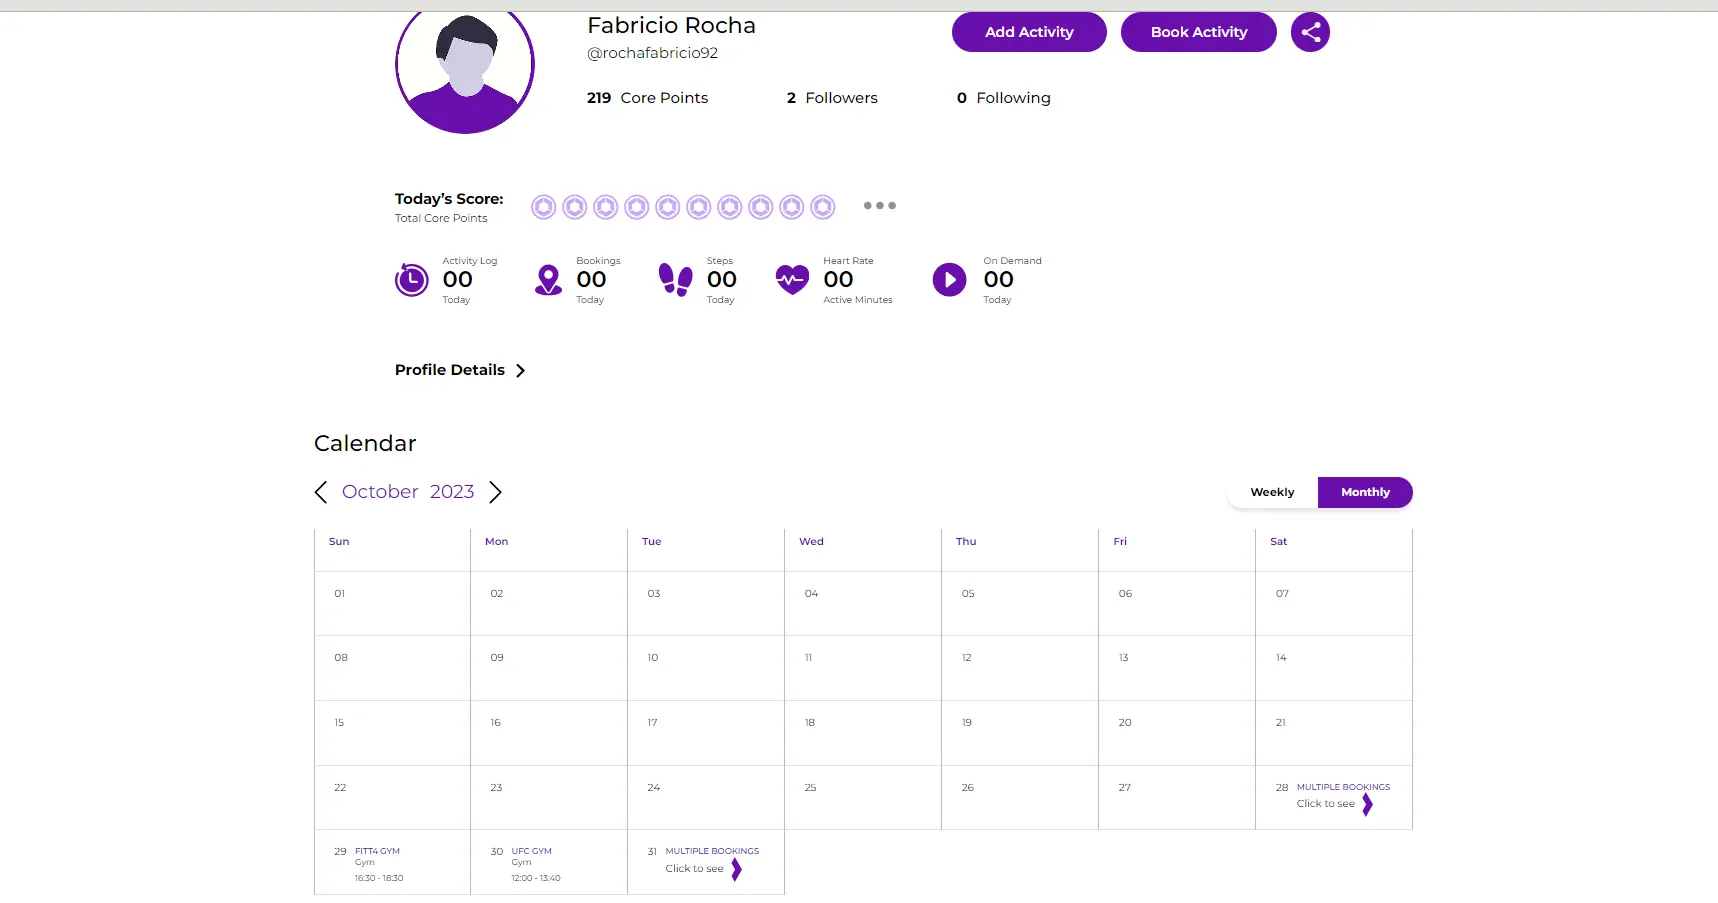 Fabricio Rocha
@rochafabricio92
Add Activity
Book Activity
219 Core Points
2 Followers
0 Following
Today's Score:
Total Core Points
Activity Log
00
Today
Bookings
00
Today
Steps
00
Today
Heart Rate
00
Active Minutes
On Demand
00
Today
Profile Details
Calendar
October 2023
Weekly
Monthly
Sun Mon Tue Wed Thu Fri Sat
01 02 03 04 05 06 07
08 09 10 11 12 13 14
15 16 17 18 19 20 21
22 23 24 25 26 27 28 MULTIPLE BOOKINGS
Click to see
29 FITT4 GYM
Gym
16:30 - 18:30
30 UFC GYM
Gym
12:00 - 13:40
31 MULTIPLE BOOKINGS
Click to see